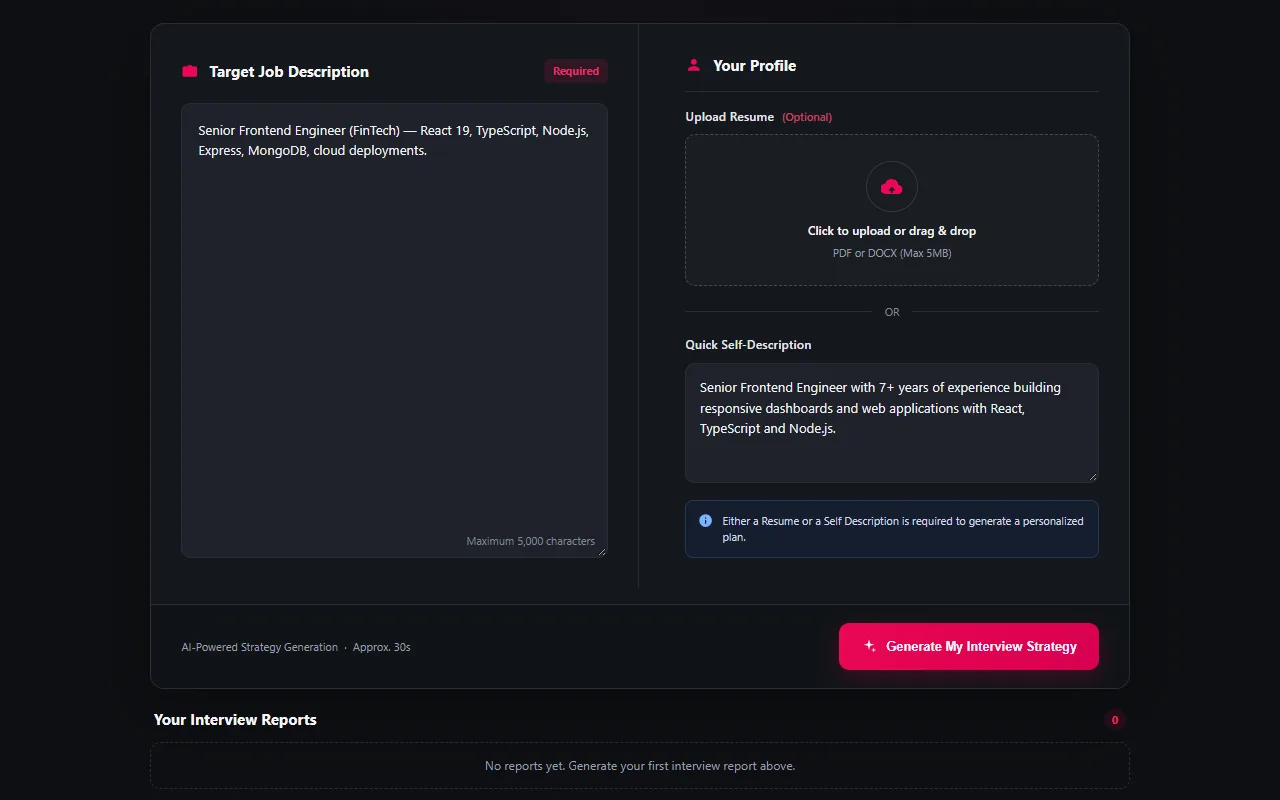 Target Job Description
Required
Senior Frontend Engineer (FinTech) — React 19, TypeScript, Node.js,
Express, MongoDB, cloud deployments.
Maximum 5,000 characters
Your Profile
Upload Resume (Optional)
Click to upload or drag & drop
PDF or DOCX (Max 5MB)
OR
Quick Self-Description
Senior Frontend Engineer with 7+ years of experience building
responsive dashboards and web applications with React,
TypeScript and Node.js.
Either a Resume or a Self Description is required to generate a personalized
plan.
AI-Powered Strategy Generation · Approx. 30s
Generate My Interview Strategy
Your Interview Reports
0
No reports yet. Generate your first interview report above.